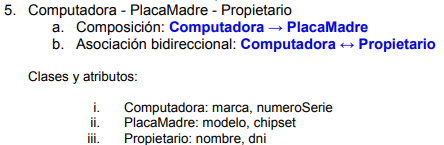 5. Computadora - PlacaMadre - Propietario
a. Composición: Computadora → PlacaMadre
b. Asociación bidireccional: Computadora ↔ Propietario
Clases y atributos:
i. Computadora: marca, numeroSerie
ii. PlacaMadre: modelo, chipset
iii. Propietario: nombre, dni